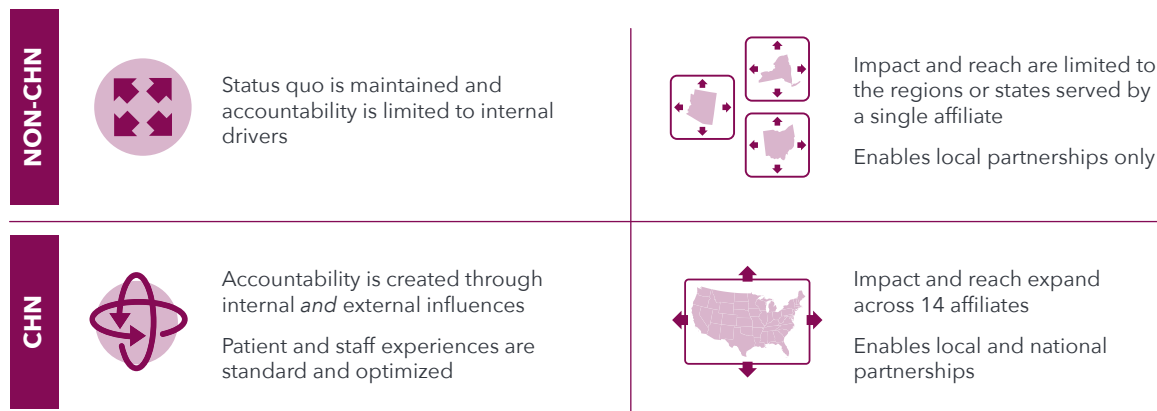 NON-CHN
Status quo is maintained and
accountability is limited to internal
drivers
Impact and reach are limited to
the regions or states served by
a single affiliate
Enables local partnerships only
CHN
Accountability is created through
internal and external influences
Patient and staff experiences are
standard and optimized
Impact and reach expand
across 14 affiliates
Enables local and national
partnerships